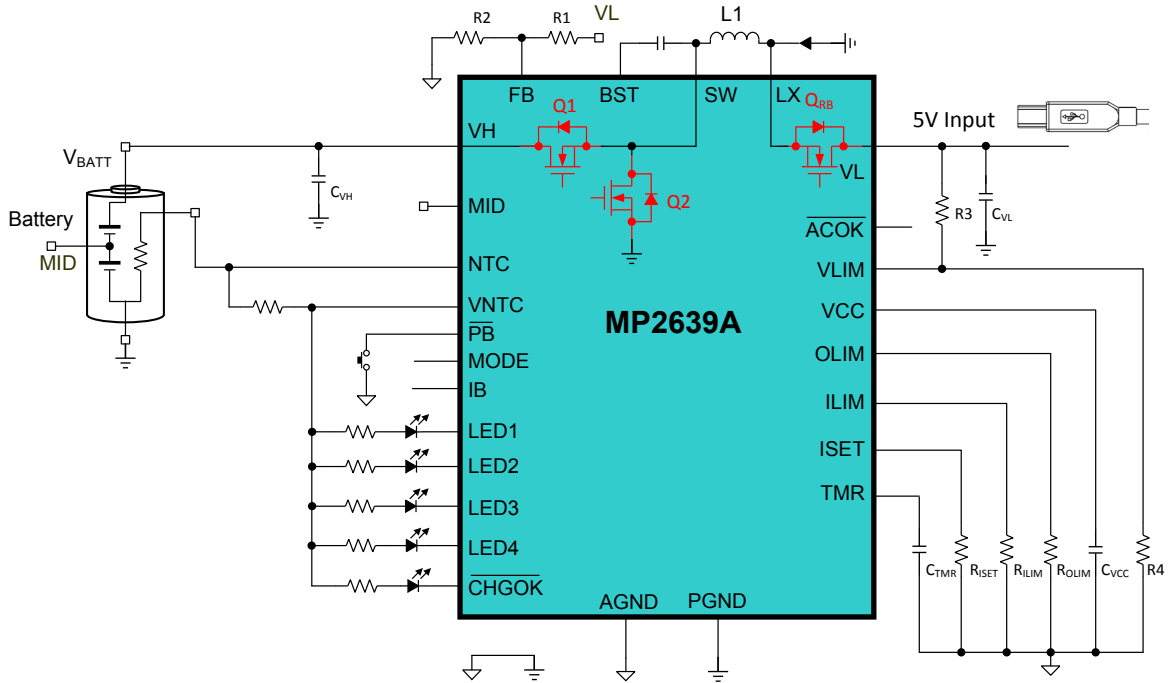 R2
R1
VL
L1
FB
BST
SW
LX
Q1
QRB
5V Input
VH
VL
VBATT
CVH
Q2
R3
CVL
Battery
MID
MID
ACOK
NTC
VLIM
VNTC
VCC
MP2639A
PB
OLIM
MODE
IB
ILIM
LED1
ISET
LED2
TMR
LED3
LED4
CTMR
RISET
RILIM
ROLIM
CVCC
R4
CHGOK
AGND
PGND